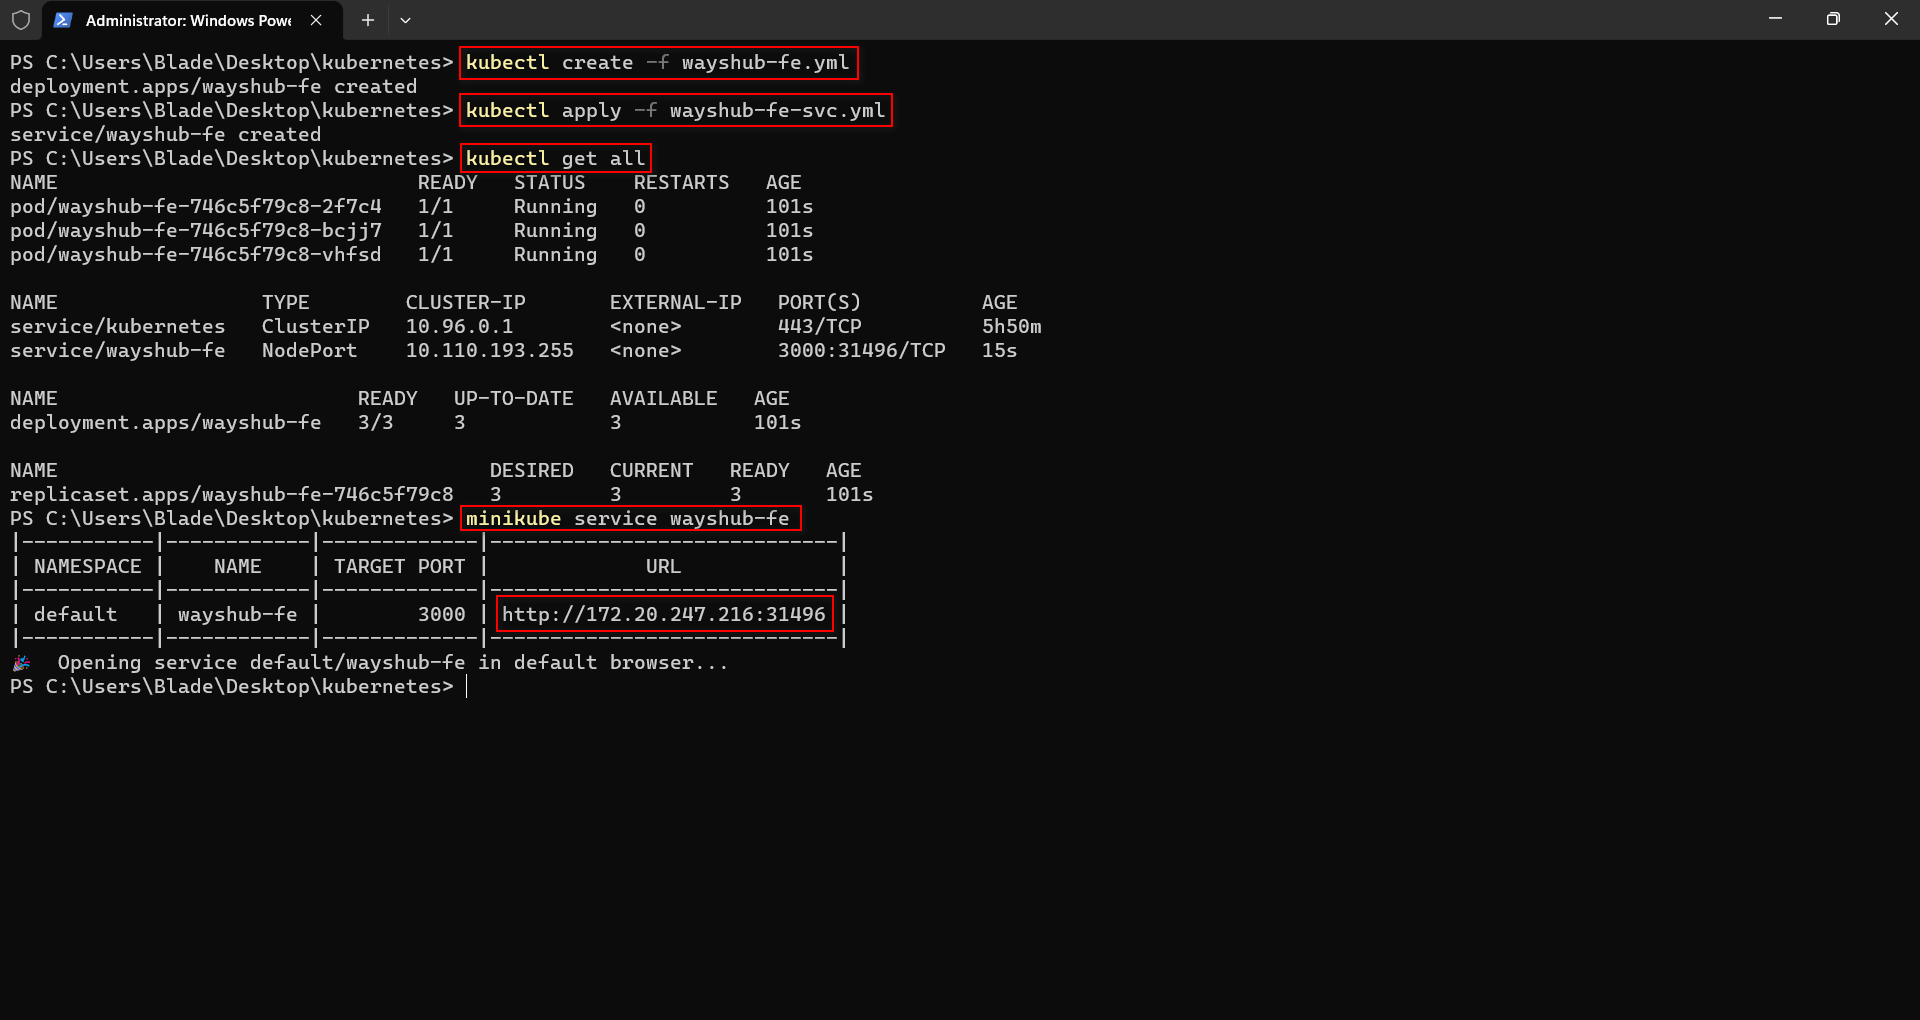 Administrator: Windows Powe
PS C:\Users\Blade\Desktop\kubernetes> kubectl create -f wayshub-fe.yml
deployment.apps/wayshub-fe created
PS C:\Users\Blade\Desktop\kubernetes> kubectl apply -f wayshub-fe-svc.yml
service/wayshub-fe created
PS C:\Users\Blade\Desktop\kubernetes> kubectl get all
NAME                              READY   STATUS    RESTARTS   AGE
pod/wayshub-fe-746c5f79c8-2f7c4   1/1     Running   0          101s
pod/wayshub-fe-746c5f79c8-bcjj7   1/1     Running   0          101s
pod/wayshub-fe-746c5f79c8-vhfsd   1/1     Running   0          101s
NAME                 TYPE        CLUSTER-IP       EXTERNAL-IP   PORT(S)          AGE
service/kubernetes   ClusterIP   10.96.0.1        <none>        443/TCP          5h50m
service/wayshub-fe   NodePort    10.110.193.255   <none>        3000:31496/TCP   15s
NAME                         READY   UP-TO-DATE   AVAILABLE   AGE
deployment.apps/wayshub-fe   3/3     3            3           101s
NAME                                    DESIRED   CURRENT   READY   AGE
replicaset.apps/wayshub-fe-746c5f79c8   3         3         3       101s
PS C:\Users\Blade\Desktop\kubernetes> minikube service wayshub-fe
|-----------|------------|-------------|-----------------------------|
| NAMESPACE |    NAME    | TARGET PORT |             URL             |
|-----------|------------|-------------|-----------------------------|
| default   | wayshub-fe |        3000 | http://172.20.247.216:31496 |
|-----------|------------|-------------|-----------------------------|
🎉  Opening service default/wayshub-fe in default browser...
PS C:\Users\Blade\Desktop\kubernetes>